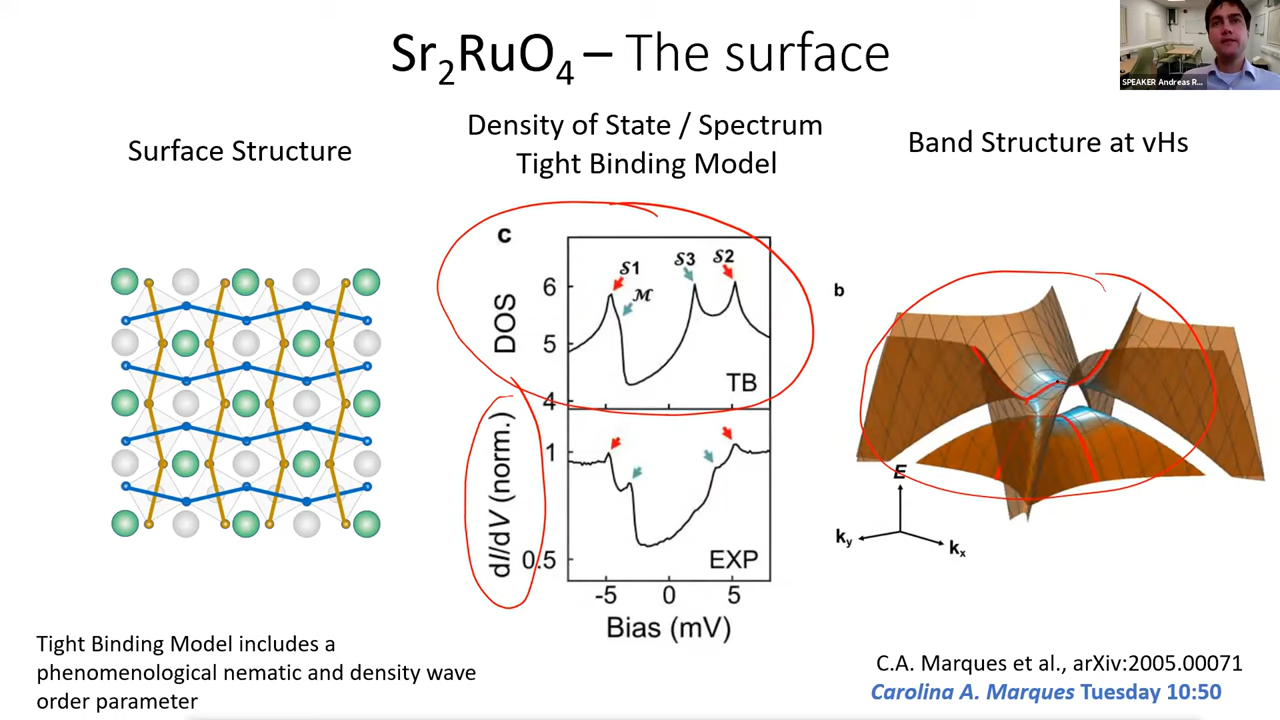 Sr₂RuO₄ – The surface
SPEAKER Andreas R...
Surface Structure
Density of State / Spectrum
Tight Binding Model
Band Structure at vHs
c
DOS
6
5
4
S1
M
S3
S2
TB
dI/dV (norm.)
1
0.5
EXP
-5 0 5
Bias (mV)
b
E
ky
kx
Tight Binding Model includes a
phenomenological nematic and density wave
order parameter
C.A. Marques et al., arXiv:2005.00071
Carolina A. Marques Tuesday 10:50